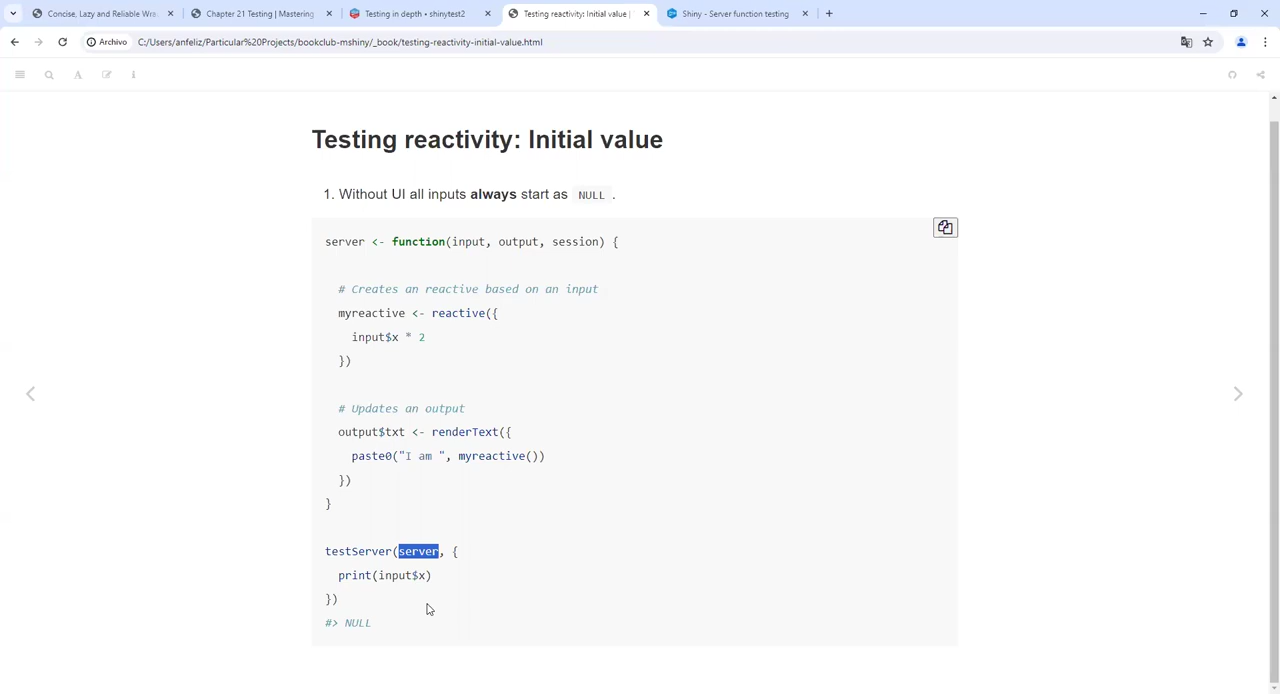 Concise, Lazy and Reliable Wra
Chapter 21 Testing | Mastering
Testing in depth • shinytest2
Testing reactivity: Initial value |
Shiny - Server function testing
Archivo
C:/Users/anfeliz/Particular%20Projects/bookclub-mshiny/_book/testing-reactivity-initial-value.html
Testing reactivity: Initial value
1. Without UI all inputs always start as NULL .
server <- function(input, output, session) {
# Creates an reactive based on an input
myreactive <- reactive({
input$x * 2
})
# Updates an output
output$txt <- renderText({
paste0("I am ", myreactive())
})
}
testServer(server, {
print(input$x)
})
#> NULL